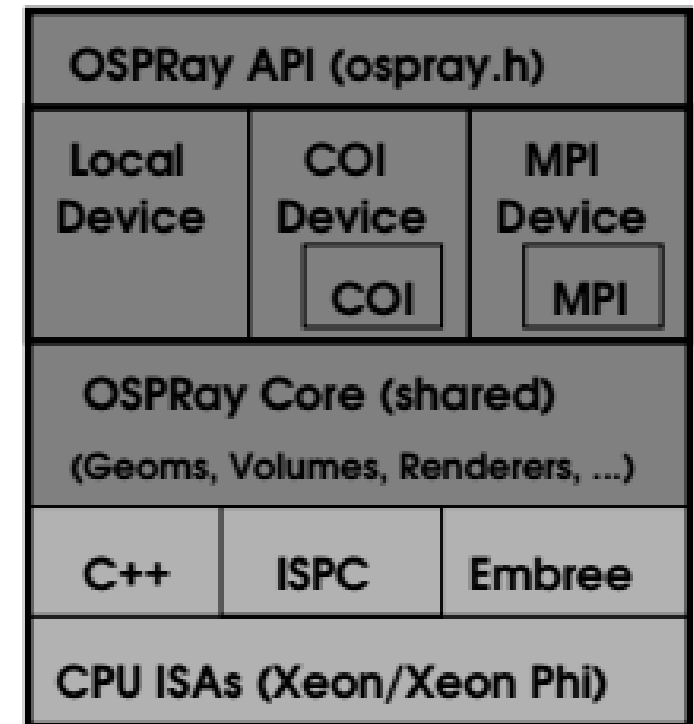 OSPRay API (ospray.h)
Local Device
COI Device
COI
MPI Device
MPI
OSPRay Core (shared)
(Geoms, Volumes, Renderers, ...)
C++
ISPC
Embree
CPU ISAs (Xeon/Xeon Phi)